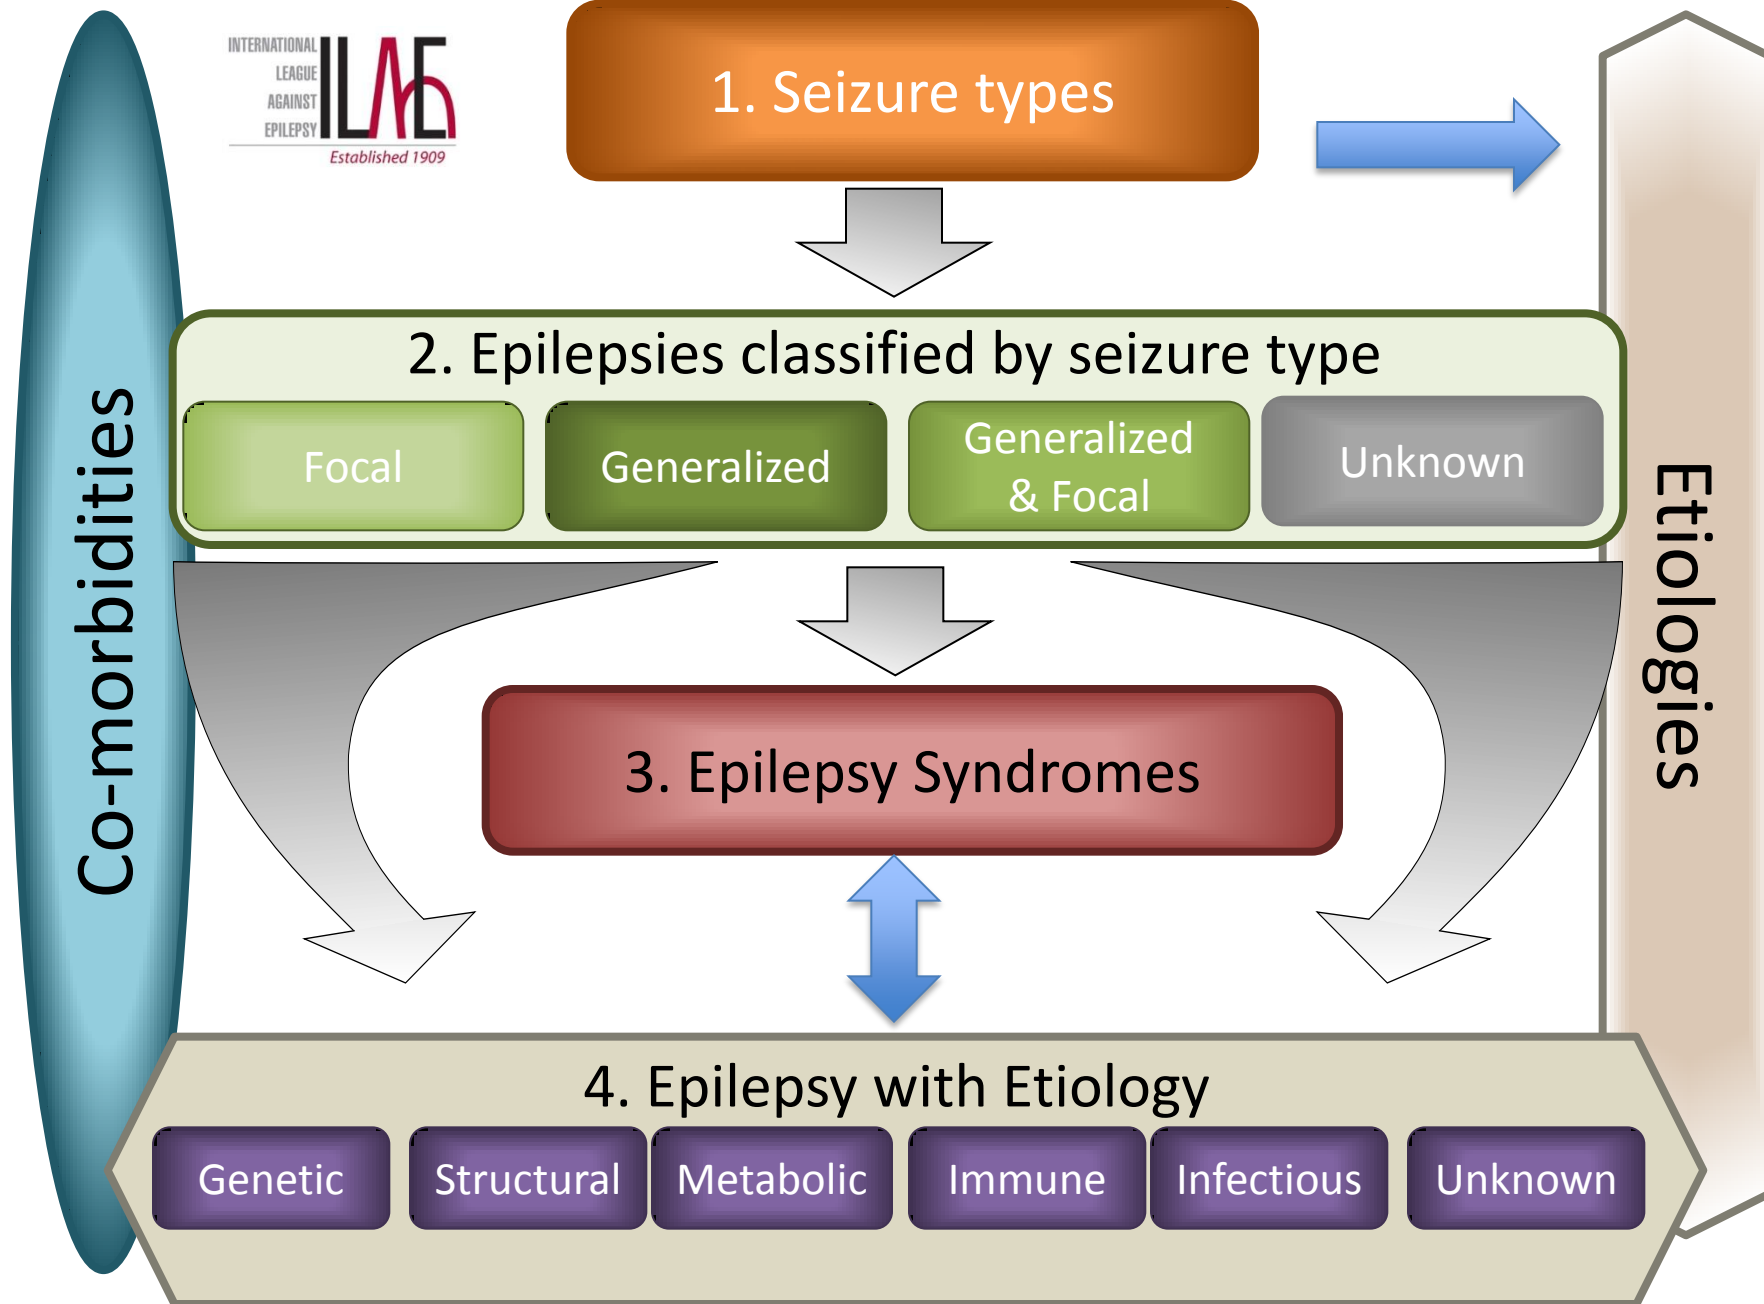 INTERNATIONAL
LEAGUE
AGAINST
EPILEPSY
ILAE
Established 1909
1. Seizure types
2. Epilepsies classified by seizure type
Focal
Generalized
Generalized
& Focal
Unknown
Co-morbidities
Etiologies
3. Epilepsy Syndromes
4. Epilepsy with Etiology
Genetic
Structural
Metabolic
Immune
Infectious
Unknown